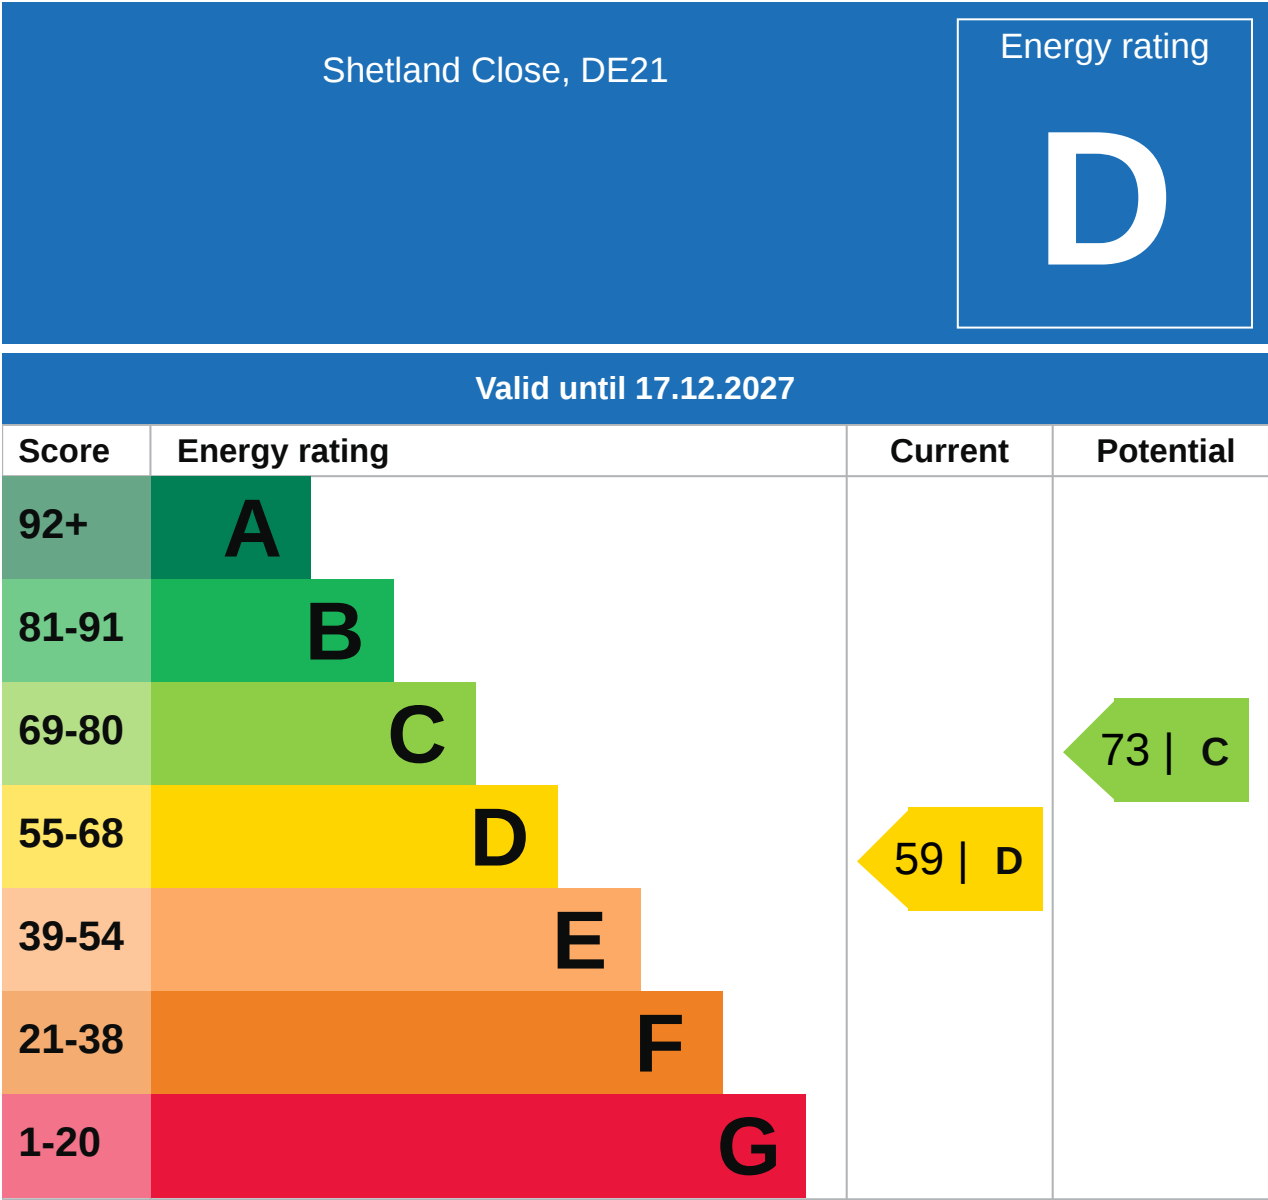 Shetland Close, DE21
Energy rating
D
Valid until 17.12.2027
Score Energy rating Current Potential
92+ A
81-91 B
69-80 C
73 | C
55-68 D
59 | D
39-54 E
21-38 F
1-20 G